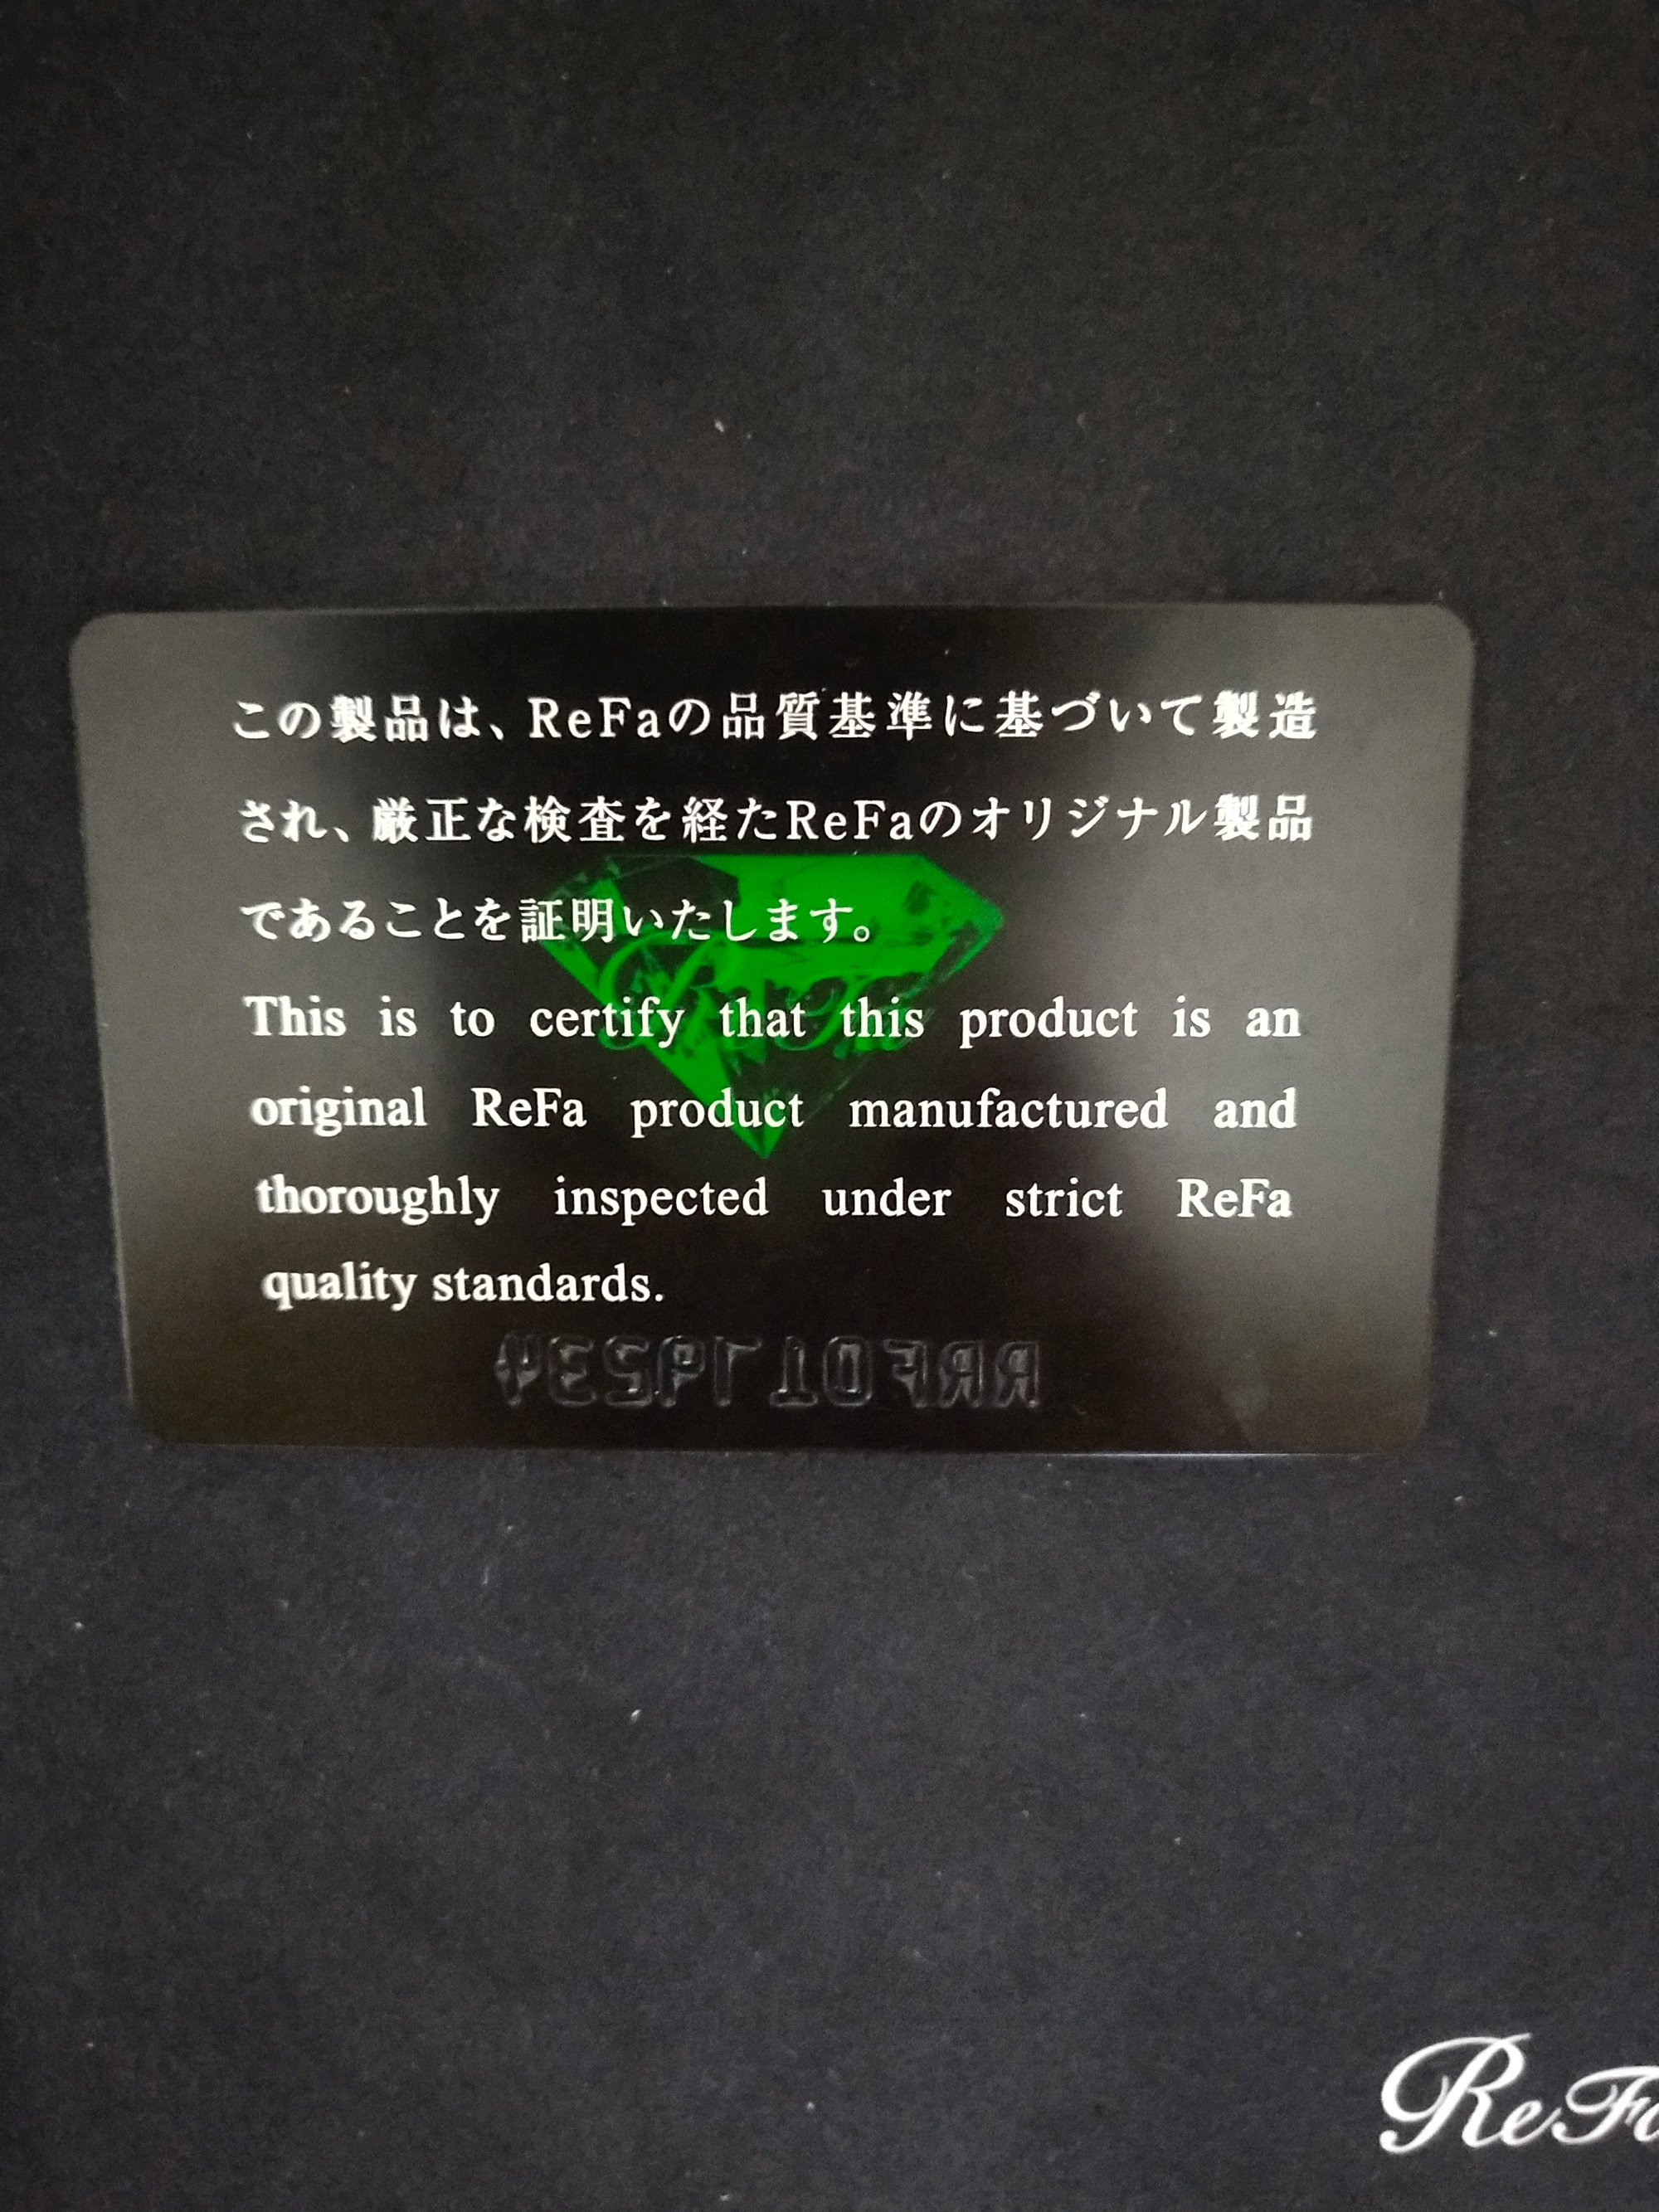 この製品は、ReFaの品質基準に基づいて製造
され、厳正な検査を経たReFaのオリジナル製品
であることを証明いたします。
This is to certify that this product is an
original ReFa product manufactured and
thoroughly inspected under strict ReFa
quality standards.